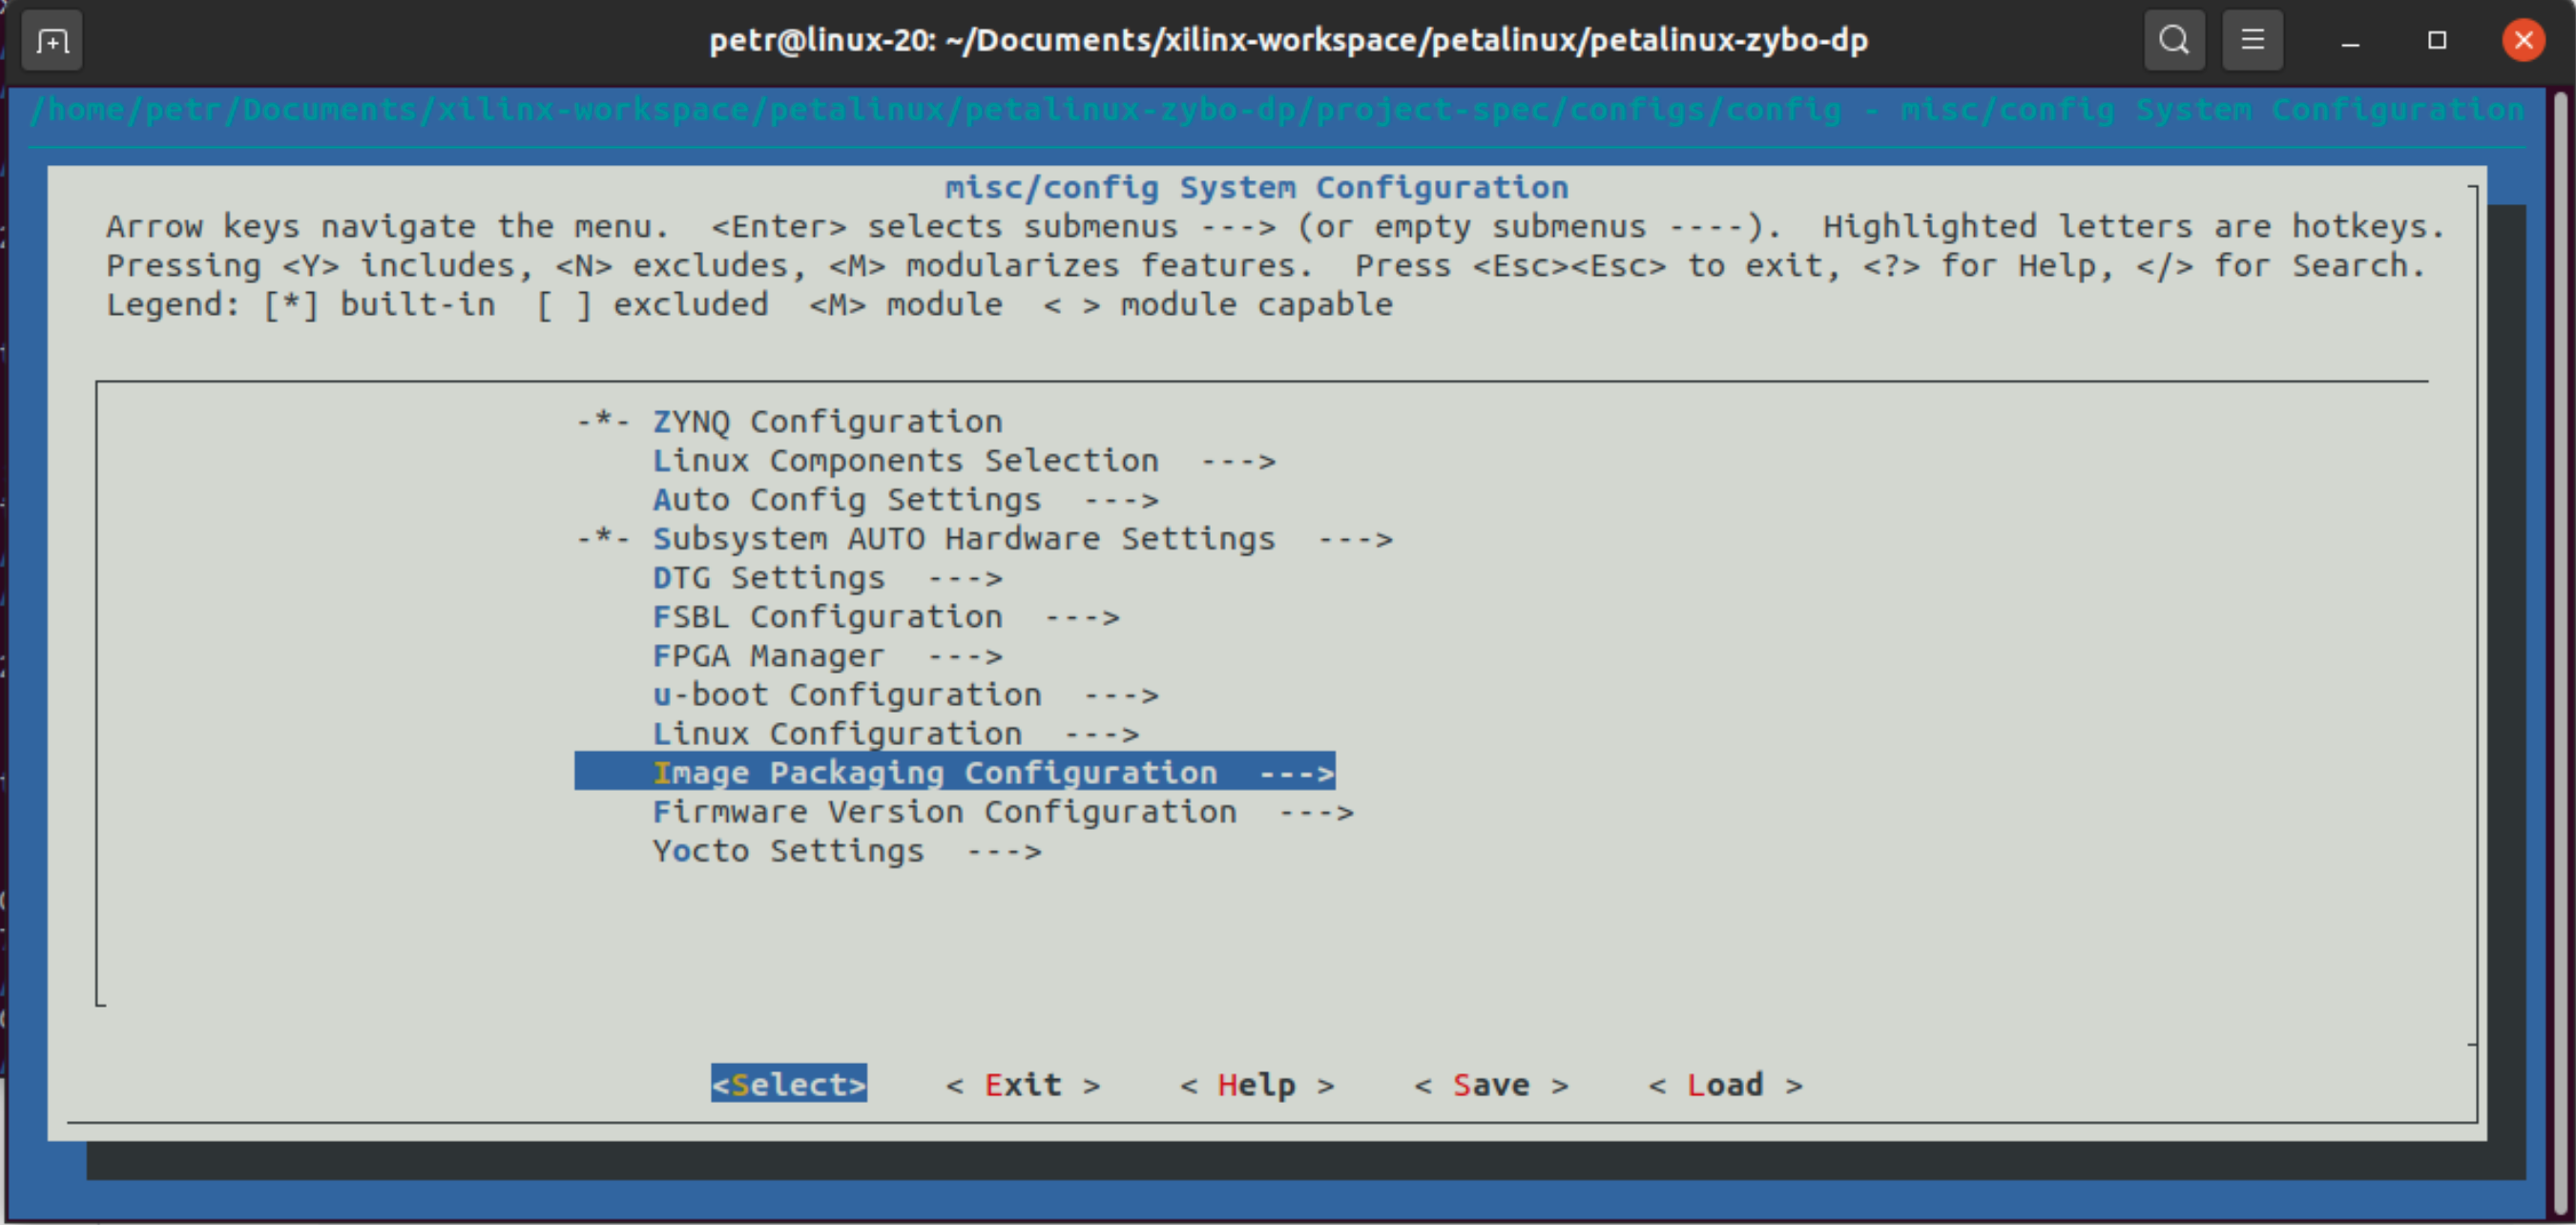 petr@linux-20: ~/Documents/xilinx-workspace/petalinux/petalinux-zybo-dp
/home/petr/Documents/xilinx-workspace/petalinux/petalinux-zybo-dp/project-spec/configs/config - misc/config System Configuration
misc/config System Configuration
Arrow keys navigate the menu.  <Enter> selects submenus ---> (or empty submenus ----).  Highlighted letters are hotkeys.
Pressing <Y> includes, <N> excludes, <M> modularizes features.  Press <Esc><Esc> to exit, <?> for Help, </> for Search.
Legend: [*] built-in  [ ] excluded  <M> module  < > module capable
-*- ZYNQ Configuration
Linux Components Selection  --->
Auto Config Settings  --->
-*- Subsystem AUTO Hardware Settings  --->
DTG Settings  --->
FSBL Configuration  --->
FPGA Manager  --->
u-boot Configuration  --->
Linux Configuration  --->
Image Packaging Configuration  --->
Firmware Version Configuration  --->
Yocto Settings  --->
<Select>    < Exit >    < Help >    < Save >    < Load >